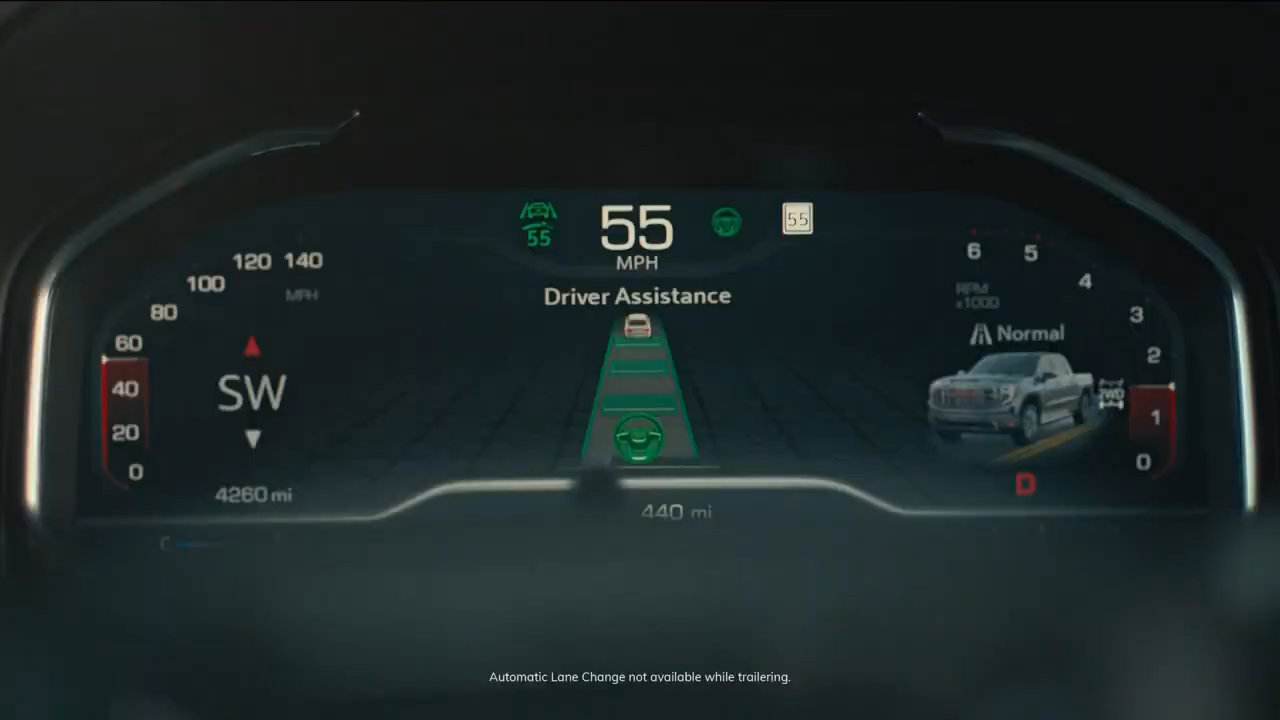 55
55
MPH
55
Driver Assistance
140
120
100
80
60
40
20
0
MPH
SW
4260 mi
440 mi
6
5
4
3
2
1
0
RPM
x1000
Normal
2WD
D
C
Automatic Lane Change not available while trailering.